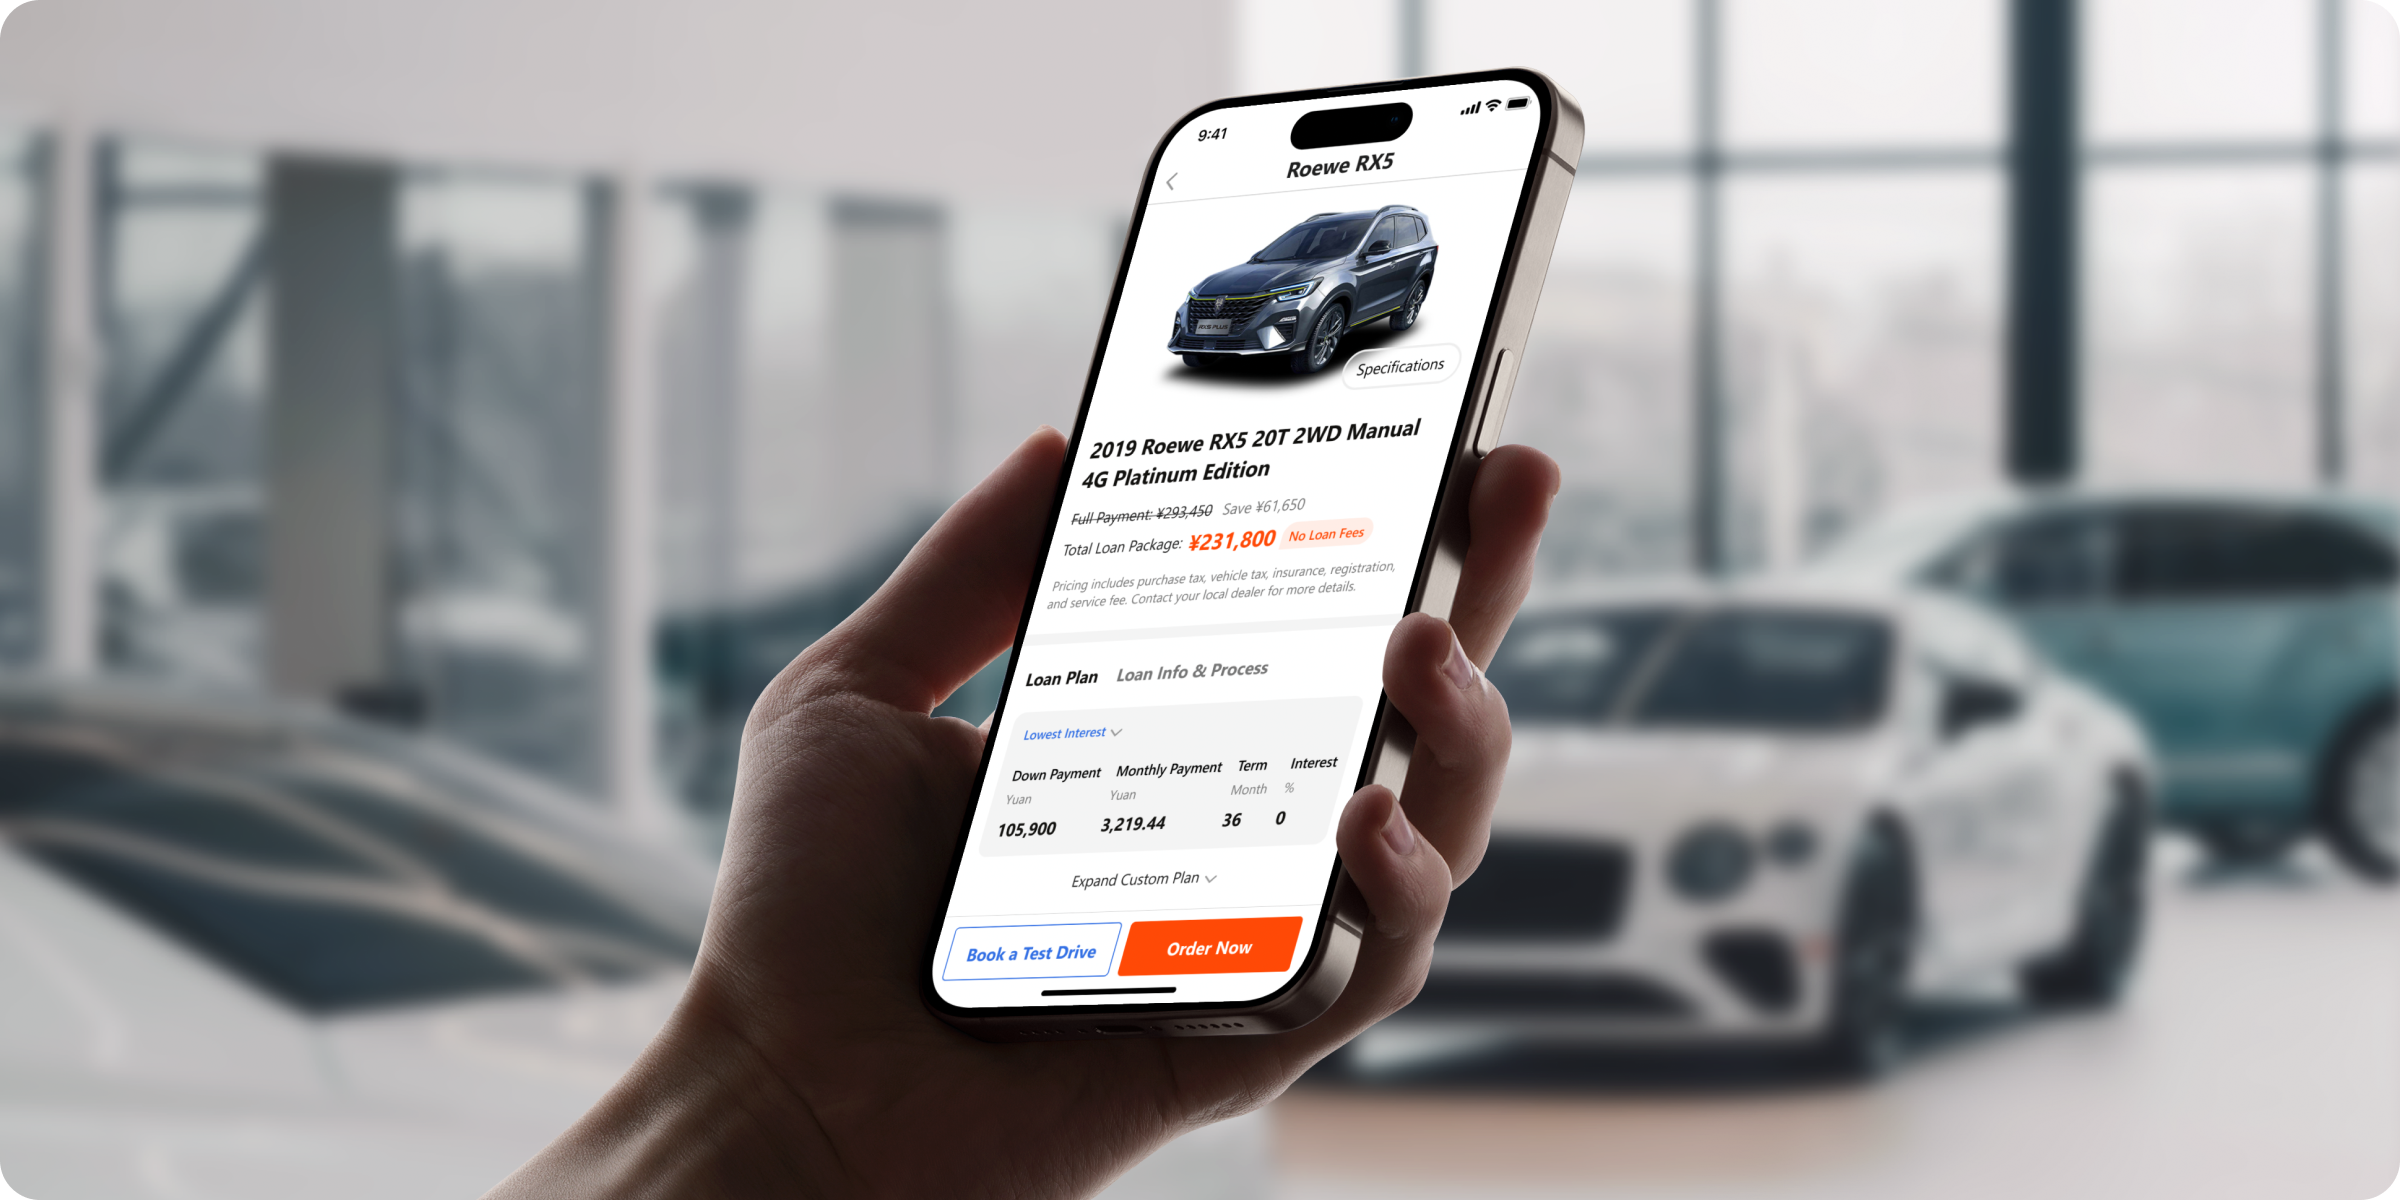 9:41
Roewe RX5
RX5 PLUS
Specifications
2019 Roewe RX5 20T 2WD Manual
4G Platinum Edition
Full Payment: ¥293,450 Save ¥61,650
Total Loan Package: ¥231,800 No Loan Fees
Pricing includes purchase tax, vehicle tax, insurance, registration,
and service fee. Contact your local dealer for more details.
Loan Plan Loan Info & Process
Lowest Interest
Down Payment Monthly Payment Term Interest
Yuan Yuan Month %
105,900 3,219.44 36 0
Expand Custom Plan
Book a Test Drive Order Now